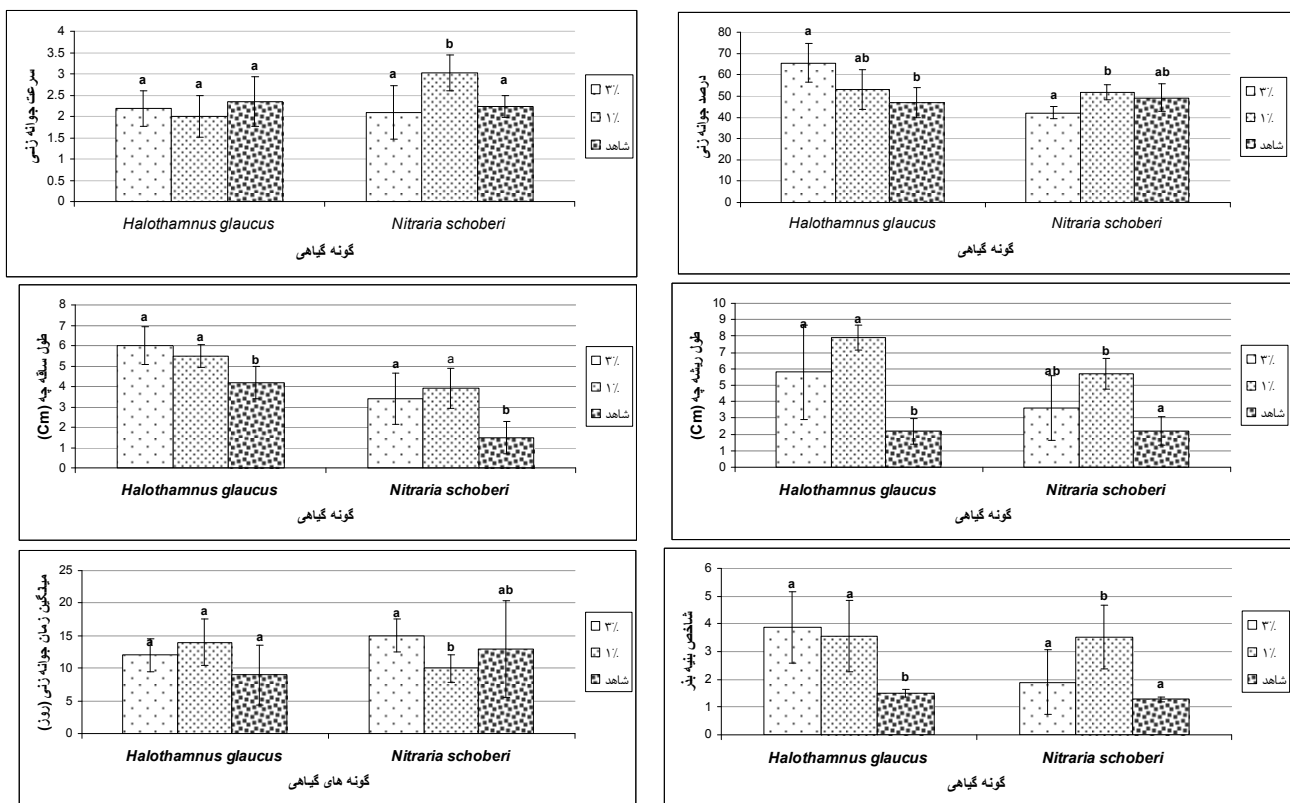 سرعت جوانه زنی
4
3.5
3
2.5
2
1.5
1
0.5
0
a
a
a
a
b
a
Halothamnus glaucus
Nitraria schoberi
گونه گیاهی
۳٪
۱٪
شاهد
درصد جوانه زنی
80
70
60
50
40
30
20
10
0
a
ab
b
a
b
ab
Halothamnus glaucus
Nitraria schoberi
گونه گیاهی
۳٪
۱٪
شاهد
طول ساقه چه (Cm)
8
7
6
5
4
3
2
1
0
a
a
b
a
a
b
Halothamnus glaucus
Nitraria schoberi
گونه گیاهی
۳٪
۱٪
شاهد
طول ریشه چه (Cm)
10
9
8
7
6
5
4
3
2
1
0
a
a
b
ab
b
a
Halothamnus glaucus
Nitraria schoberi
گونه گیاهی
۳٪
۱٪
شاهد
میانگین زمان جوانه زنی (روز)
25
20
15
10
5
0
a
a
a
a
b
ab
Halothamnus glaucus
Nitraria schoberi
گونه های گیاهی
۳٪
۱٪
شاهد
شاخص بنیه بذر
6
5
4
3
2
1
0
a
a
b
a
b
a
Halothamnus glaucus
Nitraria schoberi
گونه گیاهی
۳٪
۱٪
شاهد